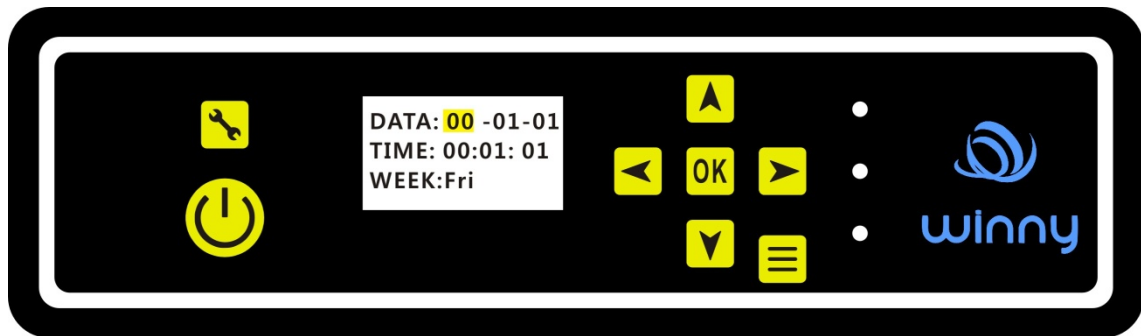 DATA: 00 -01-01
TIME: 00:01: 01
WEEK:Fri
OK
winny